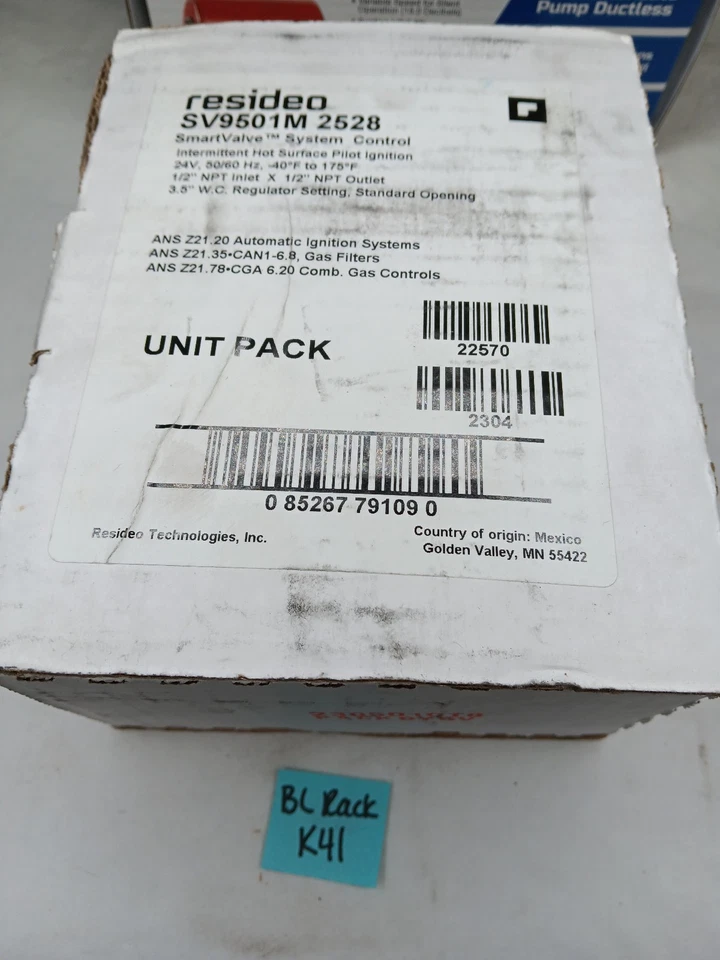 Pump Ductless
resideo
SV9501M 2528
SmartValve™ System Control
Intermittent Hot Surface Pilot Ignition
24V, 50/60 Hz, -40°F to 175°F
1/2" NPT Inlet X 1/2" NPT Outlet
3.5" W.C. Regulator Setting, Standard Opening
ANS Z21.20 Automatic Ignition Systems
ANS Z21.35•CAN1-6.8, Gas Filters
ANS Z21.78•CGA 6.20 Comb. Gas Controls
UNIT PACK
22570
2304
0 85267 79109 0
Resideo Technologies, Inc.
Country of origin: Mexico
Golden Valley, MN 55422
BL Rack
K41